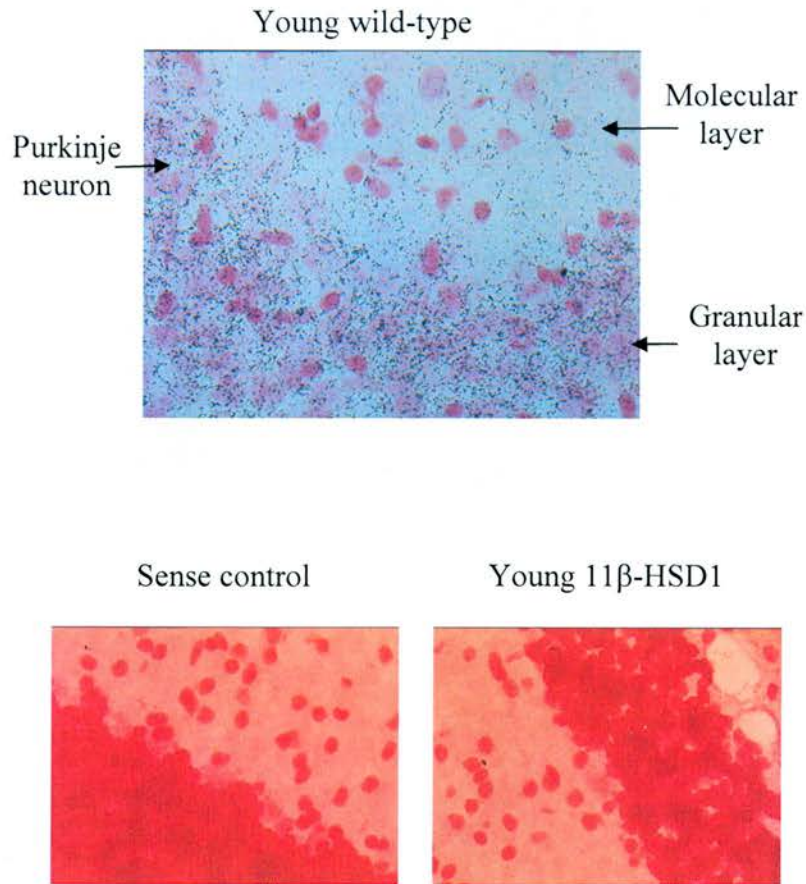 Young wild-type
Purkinje
neuron
Molecular
layer
Granular
layer
Sense control
Young 11β-HSD1